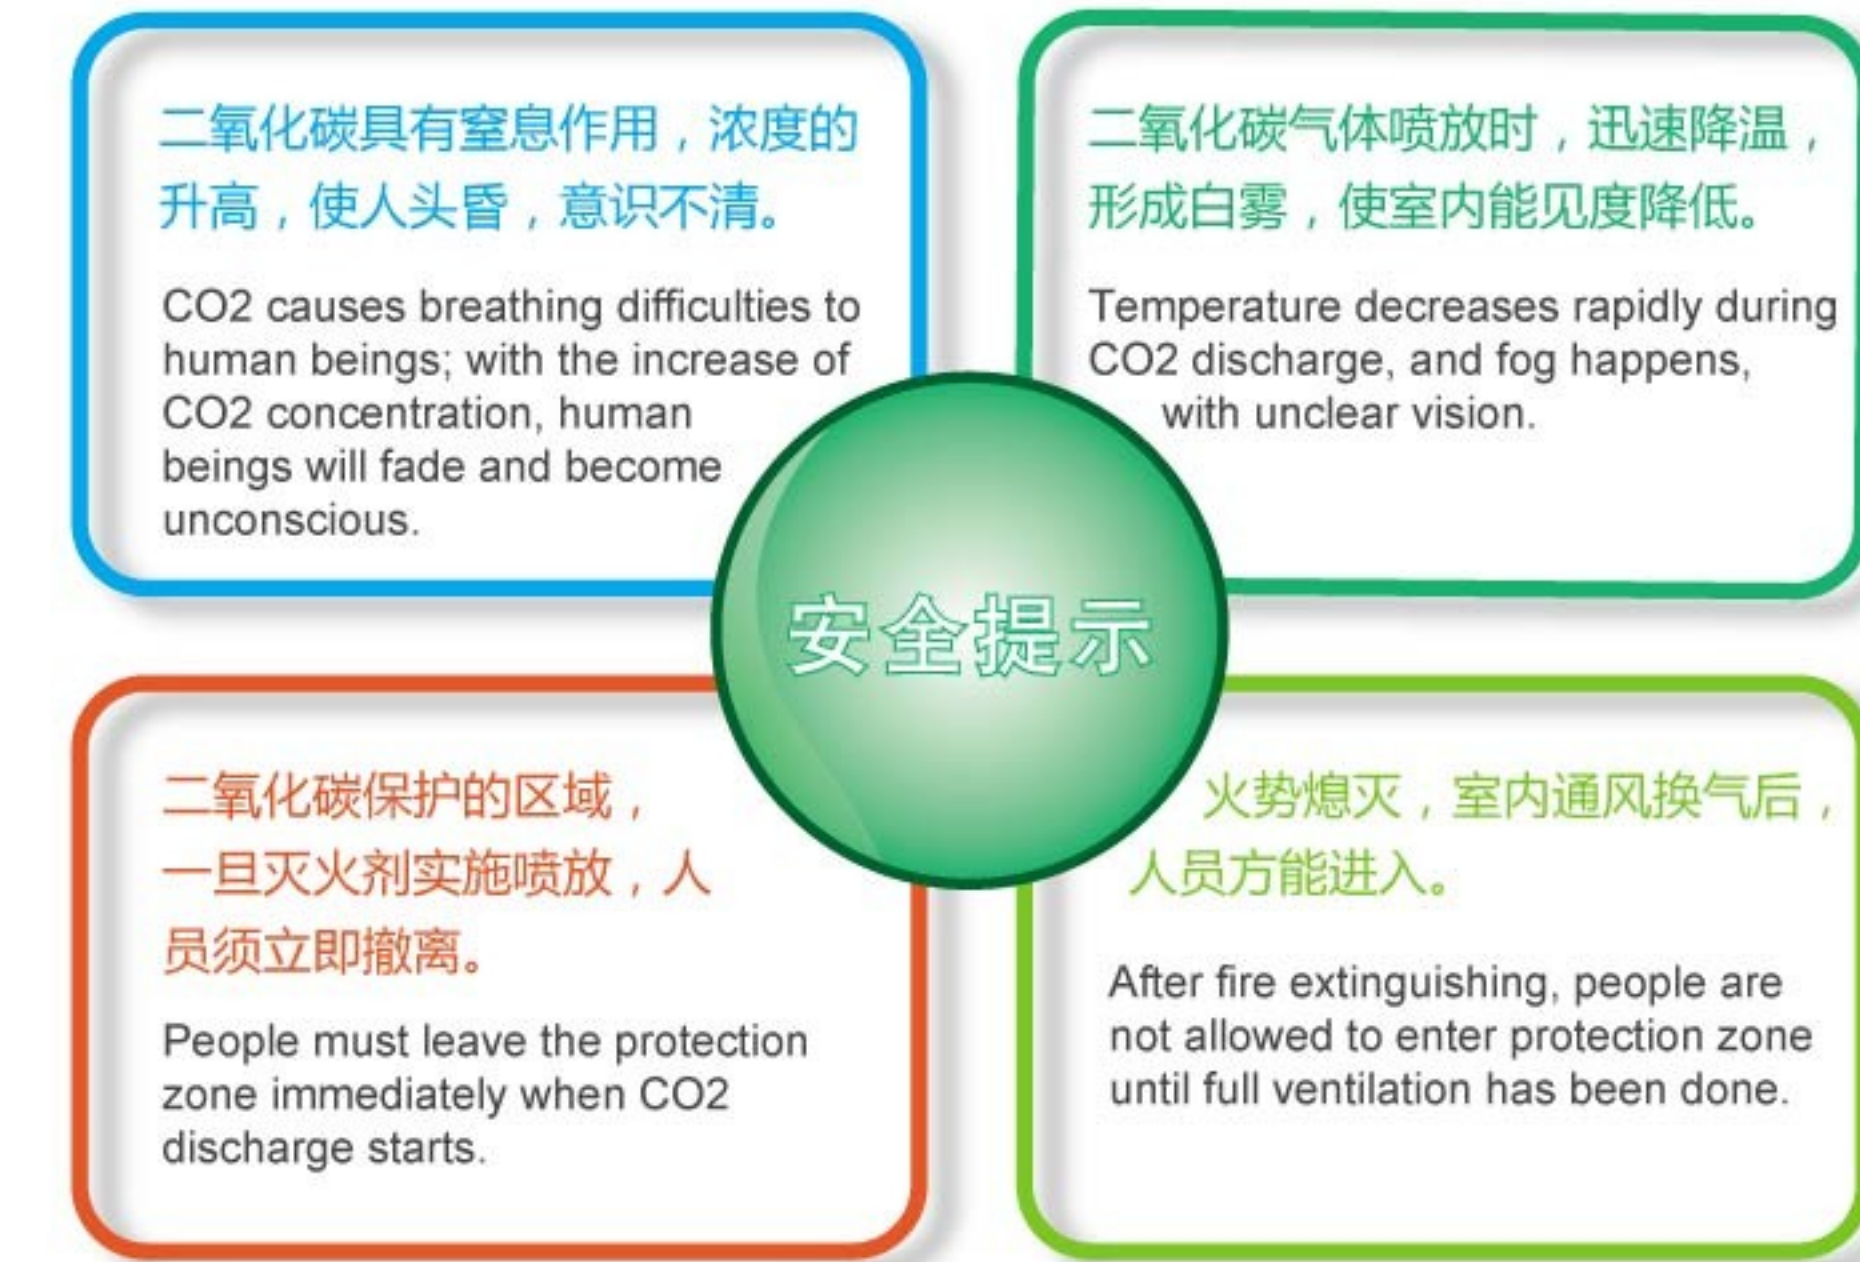 二氧化碳具有窒息作用，浓度的
升高，使人头昏，意识不清。
CO2 causes breathing difficulties to
human beings; with the increase of
CO2 concentration, human
beings will fade and become
unconscious.
二氧化碳气体喷放时，迅速降温，
形成白雾，使室内能见度降低。
Temperature decreases rapidly during
CO2 discharge, and fog happens,
with unclear vision.
安全提示
二氧化碳保护的区域，
一旦灭火剂实施喷放，人
员须立即撤离。
People must leave the protection
zone immediately when CO2
discharge starts.
火势熄灭，室内通风换气后，
人员方能进入。
After fire extinguishing, people are
not allowed to enter protection zone
until full ventilation has been done.